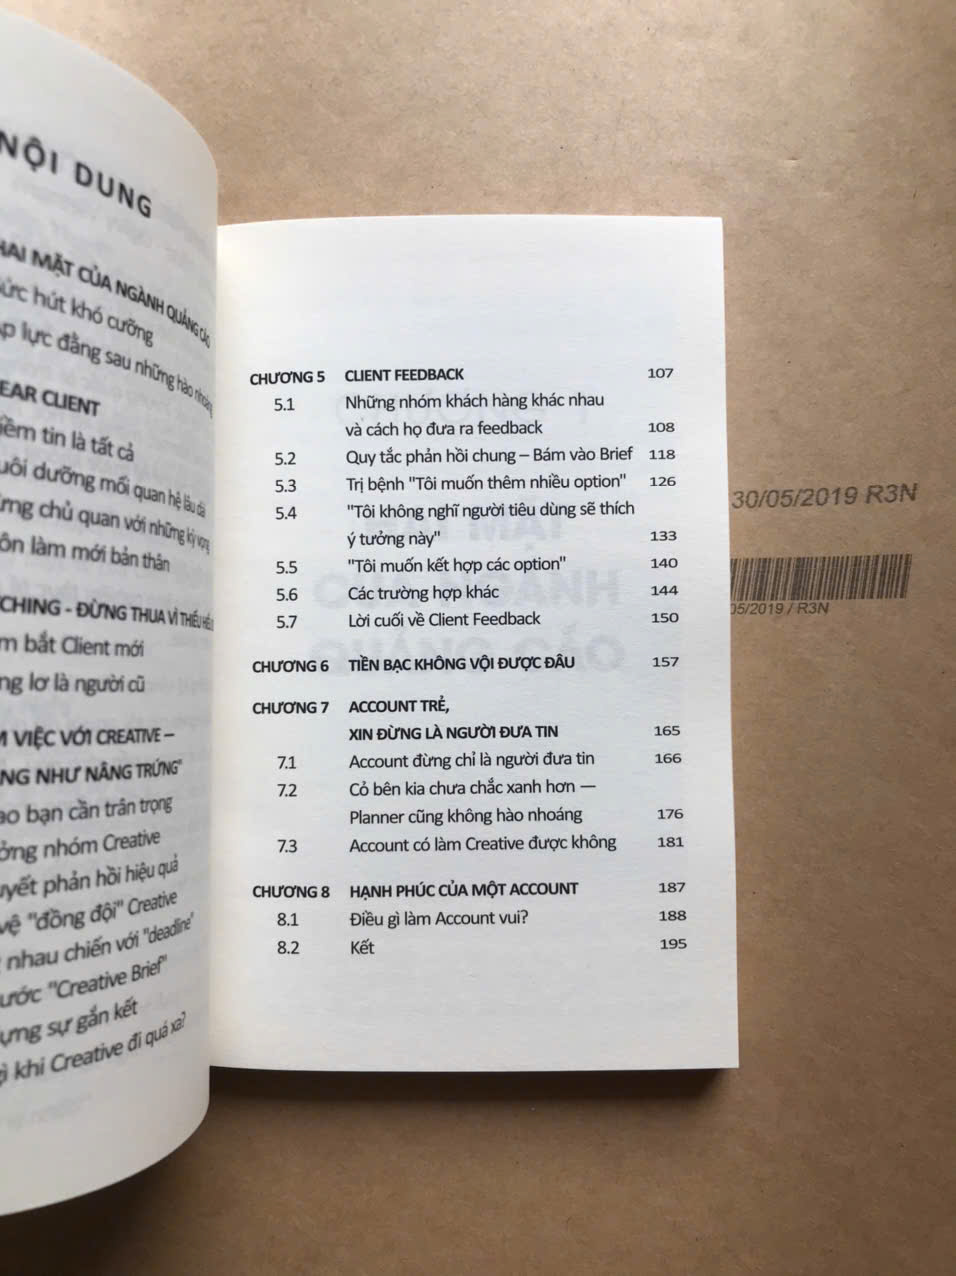 NỘI DUNG
HAI MẶT CỦA NGÀNH QUẢNG CÁO
hút khó cưỡng
lực đằng sau những hào nhoáng
EAR CLIENT
iềm tin là tất cả
uôi dưỡng mối quan hệ lâu dài
ừng chủ quan với những kỳ vọng
ôn làm mới bản thân
CHING - ĐỪNG THUA VÌ THIẾU
m bắt Client mới
ng lơ là người cũ
VIỆC VỚI CREATIVE –
NG NHƯ NÂNG TRỨNG"
ao bạn cần trân trọng
ởng nhóm Creative
uyết phản hồi hiệu quả
vệ "đồng đội" Creative
nhau chiến với "deadline"
ước "Creative Brief"
ựng sự gắn kết
gì khi Creative đi quá xa?
CHƯƠNG 5 CLIENT FEEDBACK 107
5.1 Những nhóm khách hàng khác nhau
và cách họ đưa ra feedback 108
5.2 Quy tắc phản hồi chung – Bám vào Brief 118
5.3 Trị bệnh "Tôi muốn thêm nhiều option" 126
5.4 "Tôi không nghĩ người tiêu dùng sẽ thích
ý tưởng này" 133
5.5 "Tôi muốn kết hợp các option" 140
5.6 Các trường hợp khác 144
5.7 Lời cuối về Client Feedback 150
CHƯƠNG 6 TIỀN BẠC KHÔNG VỘI ĐƯỢC ĐÂU 157
CHƯƠNG 7 ACCOUNT TRẺ,
XIN ĐỪNG LÀ NGƯỜI ĐƯA TIN 165
7.1 Account đừng chỉ là người đưa tin 166
7.2 Cỏ bên kia chưa chắc xanh hơn —
Planner cũng không hào nhoáng 176
7.3 Account có làm Creative được không 181
CHƯƠNG 8 HẠNH PHÚC CỦA MỘT ACCOUNT 187
8.1 Điều gì làm Account vui? 188
8.2 Kết 195
30/05/2019 R3N
05/2019 / R3N